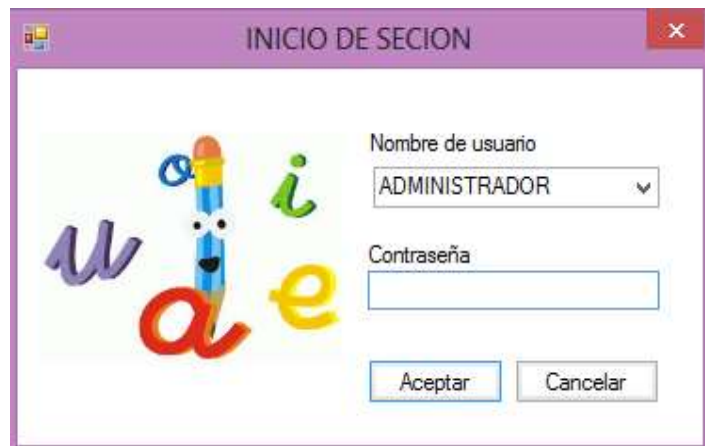 INICIO DE SECION
Nombre de usuario
ADMINISTRADOR
Contraseña
Aceptar Cancelar
o
i
u
a
e